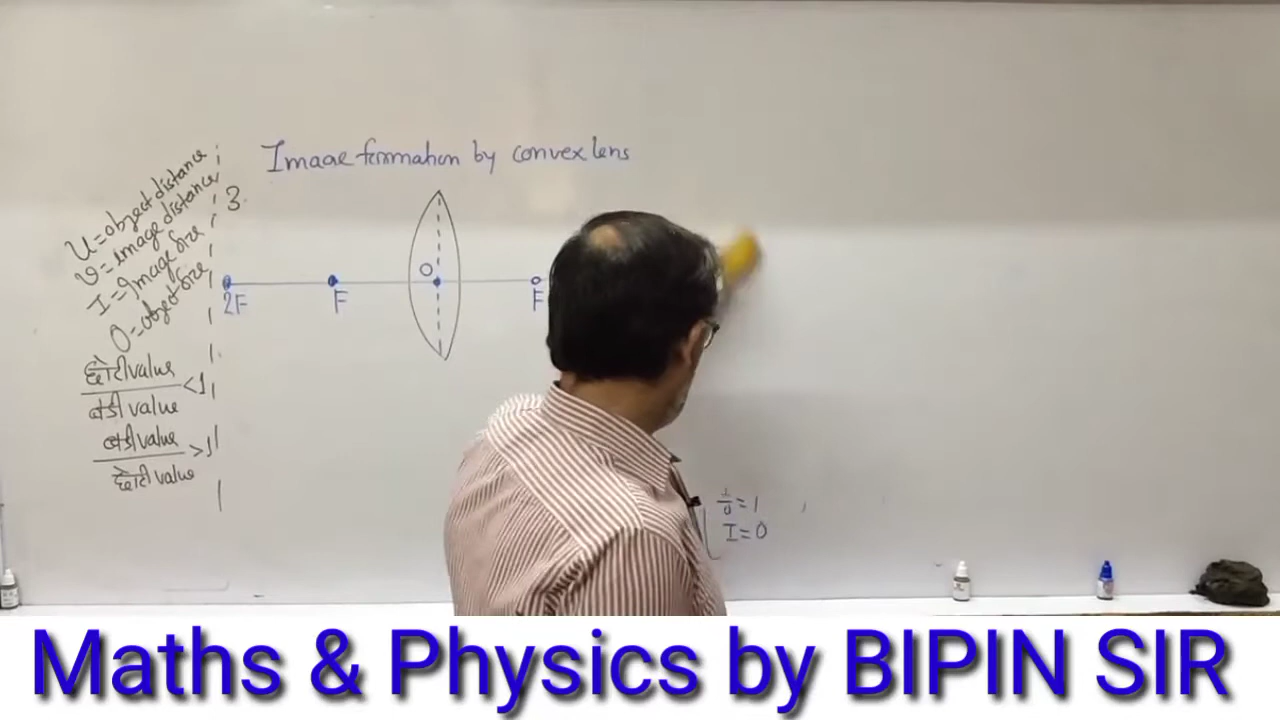 Image formation by convex lens
U = object distance
v = image distance
I = Image size
O = object size
छोटी value
बडी value
< 1
बडी value
छोटी value
> 1
3.
O
2F
F
F
I/O = 1
I = O
Maths & Physics by BIPIN SIR